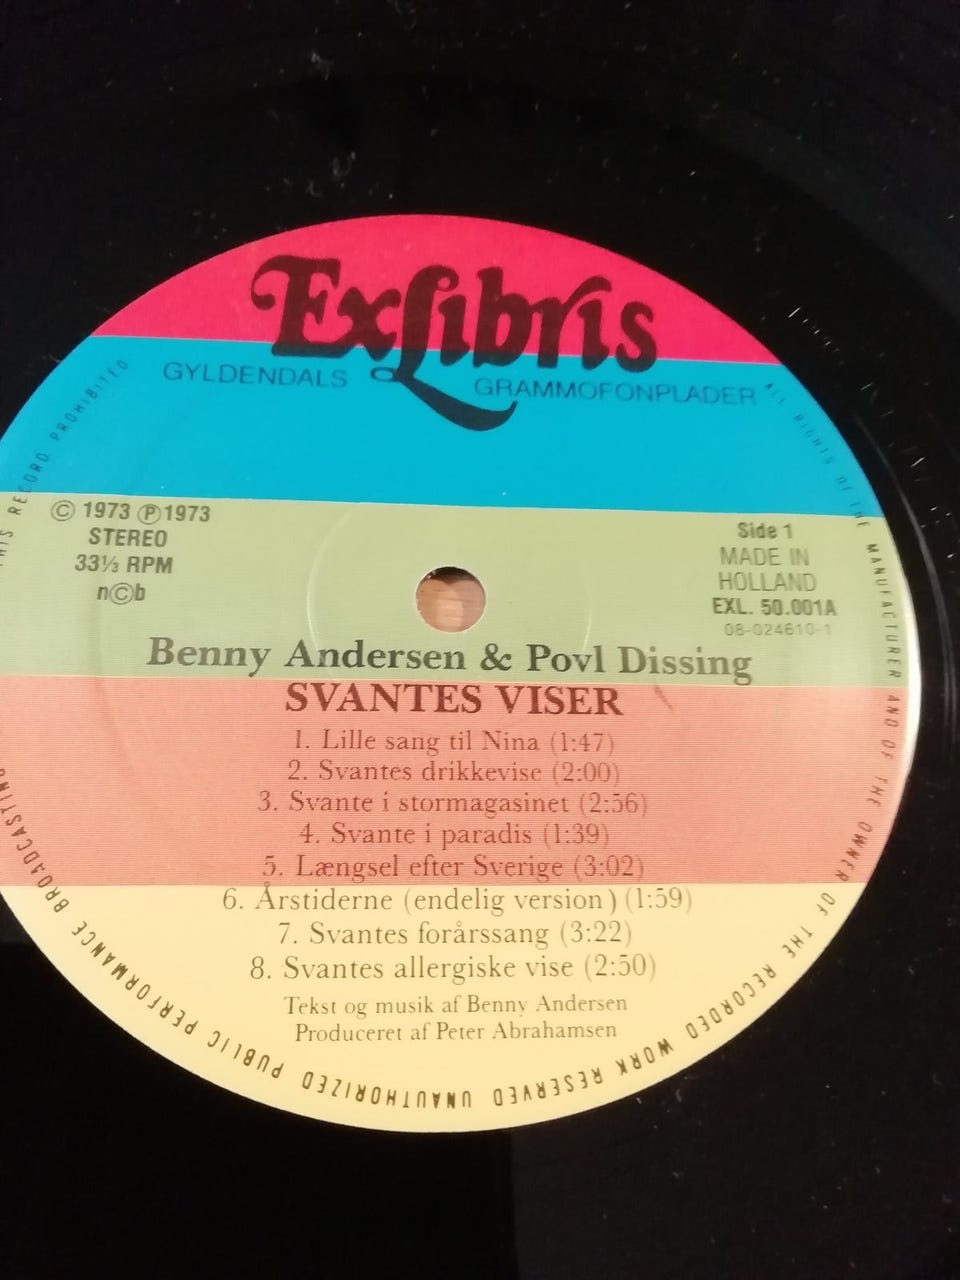 ExLibris
GYLDENDALS GRAMMOFONPLADER
© 1973 ℗ 1973
STEREO
33⅓ RPM
n©b
Side 1
MADE IN
HOLLAND
EXL. 50.001A
08-024610-1
Benny Andersen & Povl Dissing
SVANTES VISER
1. Lille sang til Nina (1:47)
2. Svantes drikkevise (2:00)
3. Svante i stormagasinet (2:56)
4. Svante i paradis (1:39)
5. Længsel efter Sverige (3:02)
6. Årstiderne (endelig version) (1:59)
7. Svantes forårssang (3:22)
8. Svantes allergiske vise (2:50)
Tekst og musik af Benny Andersen
Produceret af Peter Abrahamsen
ALL RIGHTS OF THE MANUFACTURER AND OF THE OWNER OF THE RECORDED WORK RESERVED UNAUTHORIZED PUBLIC PERFORMANCE BROADCASTING THIS RECORD PROHIBITED